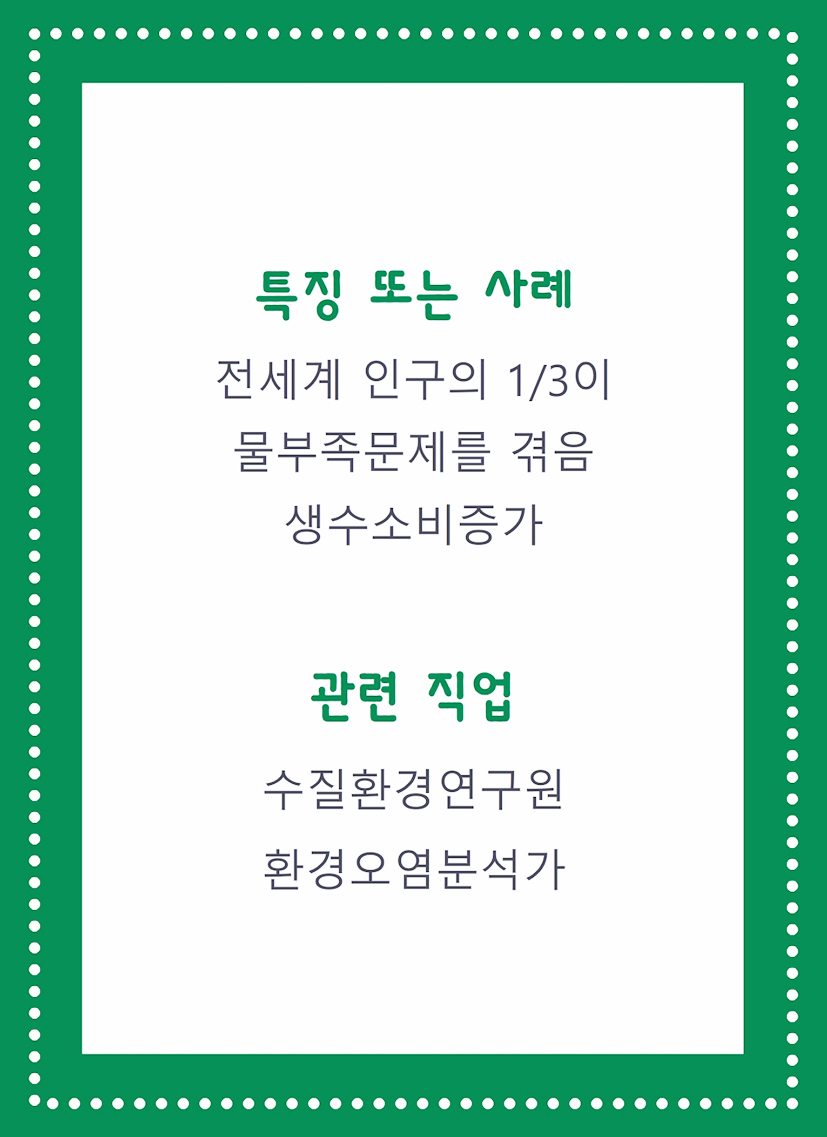 특징 또는 사례
전세계 인구의 1/3이
물부족문제를 겪음
생수소비증가
관련 직업
수질환경연구원
환경오염분석가